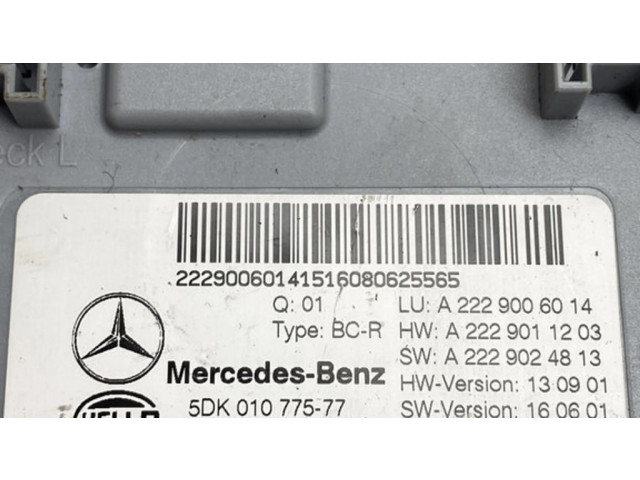 eck L
22290060141516080625565
Q: 01 LU: A 222 900 60 14
Type: BC-R HW: A 222 901 12 03
SW: A 222 902 48 13
Mercedes-Benz HW-Version: 13 09 01
5DK 010 775-77 SW-Version: 16 06 01
HELLA